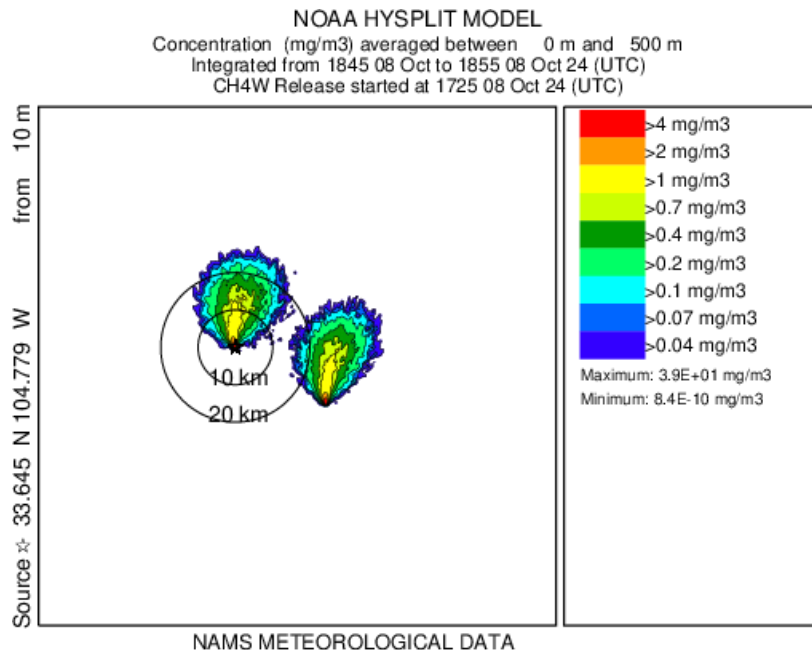 NOAA HYSPLIT MODEL
Concentration (mg/m3) averaged between 0 m and 500 m
Integrated from 1845 08 Oct to 1855 08 Oct 24 (UTC)
CH4W Release started at 1725 08 Oct 24 (UTC)
Source ☆ 33.645 N 104.779 W from 10 m
10 km
20 km
>4 mg/m3
>2 mg/m3
>1 mg/m3
>0.7 mg/m3
>0.4 mg/m3
>0.2 mg/m3
>0.1 mg/m3
>0.07 mg/m3
>0.04 mg/m3
Maximum: 3.9E+01 mg/m3
Minimum: 8.4E-10 mg/m3
NAMS METEOROLOGICAL DATA